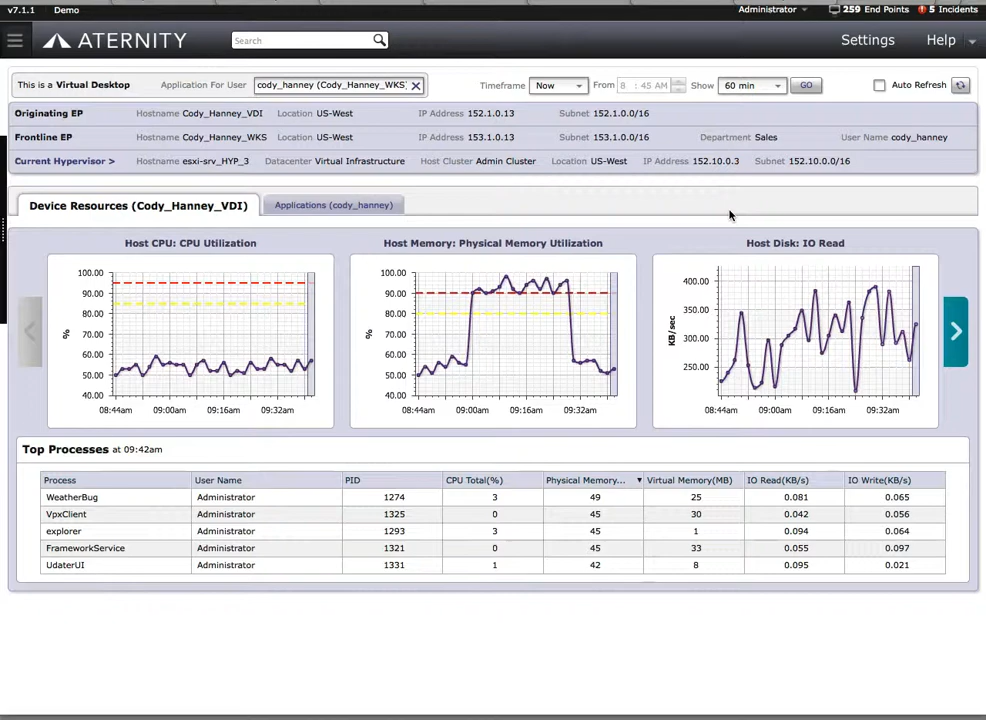 v7.1.1 Demo Administrator 259 End Points 5 Incidents
ATERNITY Search Settings Help
This is a Virtual Desktop Application For User cody_hanney (Cody_Hanney_WKS) Timeframe Now From 8 : 45 AM Show 60 min GO Auto Refresh
Originating EP Hostname Cody_Hanney_VDI Location US-West IP Address 152.1.0.13 Subnet 152.1.0.0/16
Frontline EP Hostname Cody_Hanney_WKS Location US-West IP Address 153.1.0.13 Subnet 153.1.0.0/16 Department Sales User Name cody_hanney
Current Hypervisor > Hostname esxi-srv_HYP_3 Datacenter Virtual Infrastructure Host Cluster Admin Cluster Location US-West IP Address 152.10.0.3 Subnet 152.10.0.0/16
Device Resources (Cody_Hanney_VDI) Applications (cody_hanney)
Host CPU: CPU Utilization
100.00
90.00
80.00
70.00
60.00
50.00
40.00
%
08:44am 09:00am 09:16am 09:32am
Host Memory: Physical Memory Utilization
100.00
90.00
80.00
70.00
60.00
50.00
40.00
%
08:44am 09:00am 09:16am 09:32am
Host Disk: IO Read
400.00
350.00
300.00
250.00
KB/sec
08:44am 09:00am 09:16am 09:32am
Top Processes at 09:42am
Process User Name PID CPU Total(%) Physical Memory... Virtual Memory(MB) IO Read(KB/s) IO Write(KB/s)
WeatherBug Administrator 1274 3 49 25 0.081 0.065
VpxClient Administrator 1325 0 45 30 0.042 0.056
explorer Administrator 1293 3 45 1 0.094 0.064
FrameworkService Administrator 1321 0 45 33 0.055 0.097
UdaterUI Administrator 1331 1 42 8 0.095 0.021